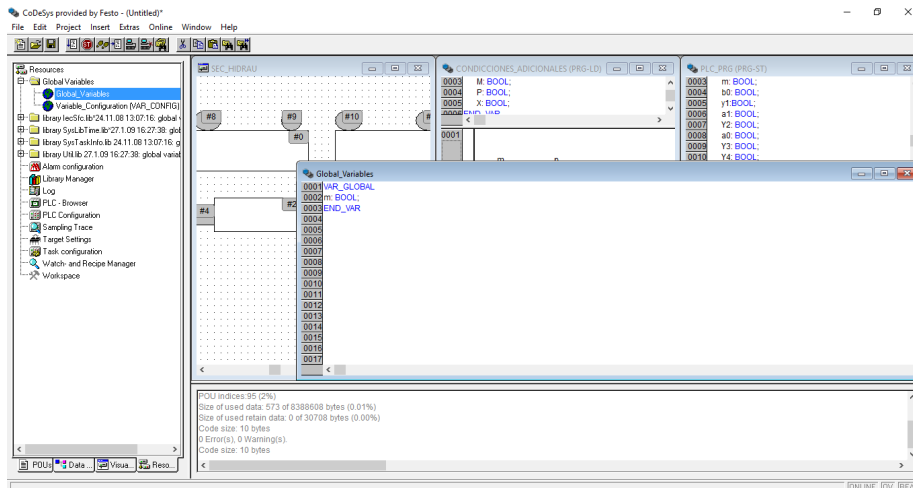 CoDeSys provided by Festo - (Untitled)*
File Edit Project Insert Extras Online Window Help
Resources
Global Variables
Global_Variables
Variable_Configuration (VAR_CONFIG)
library IecSfc.lib*24.11.08 13:07:16: global
library SysLibTime.lib*27.1.09 16:27:38: glob
library SysTaskInfo.lib 24.11.08 13:07:16: g
library Util.lib 27.1.09 16:27:38: global variab
Alarm configuration
Library Manager
Log
PLC - Browser
PLC Configuration
Sampling Trace
Target Settings
Task configuration
Watch- and Recipe Manager
Workspace
POUs
Data ...
Visua...
Reso...
SEC_HIDRAU
#8
#9
#10
#0
#4
#2
CONDICCIONES_ADICIONALES (PRG-LD)
0003 M: BOOL;
0004 P: BOOL;
0005 X: BOOL;
0006 END_VAR
0001
PLC_PRG (PRG-ST)
0003 m: BOOL;
0004 b0: BOOL;
0005 y1:BOOL;
0006 a1: BOOL;
0007 Y2: BOOL;
0008 a0: BOOL;
0009 Y3: BOOL;
0010 Y4: BOOL;
Global_Variables
0001 VAR_GLOBAL
0002 m: BOOL;
0003 END_VAR
0004
0005
0006
0007
0008
0009
0010
0011
0012
0013
0014
0015
0016
0017
POU indices:95 (2%)
Size of used data: 573 of 8388608 bytes (0.01%)
Size of used retain data: 0 of 30708 bytes (0.00%)
Code size: 10 bytes
0 Error(s), 0 Warning(s).
Code size: 10 bytes
ONLINE OV REA